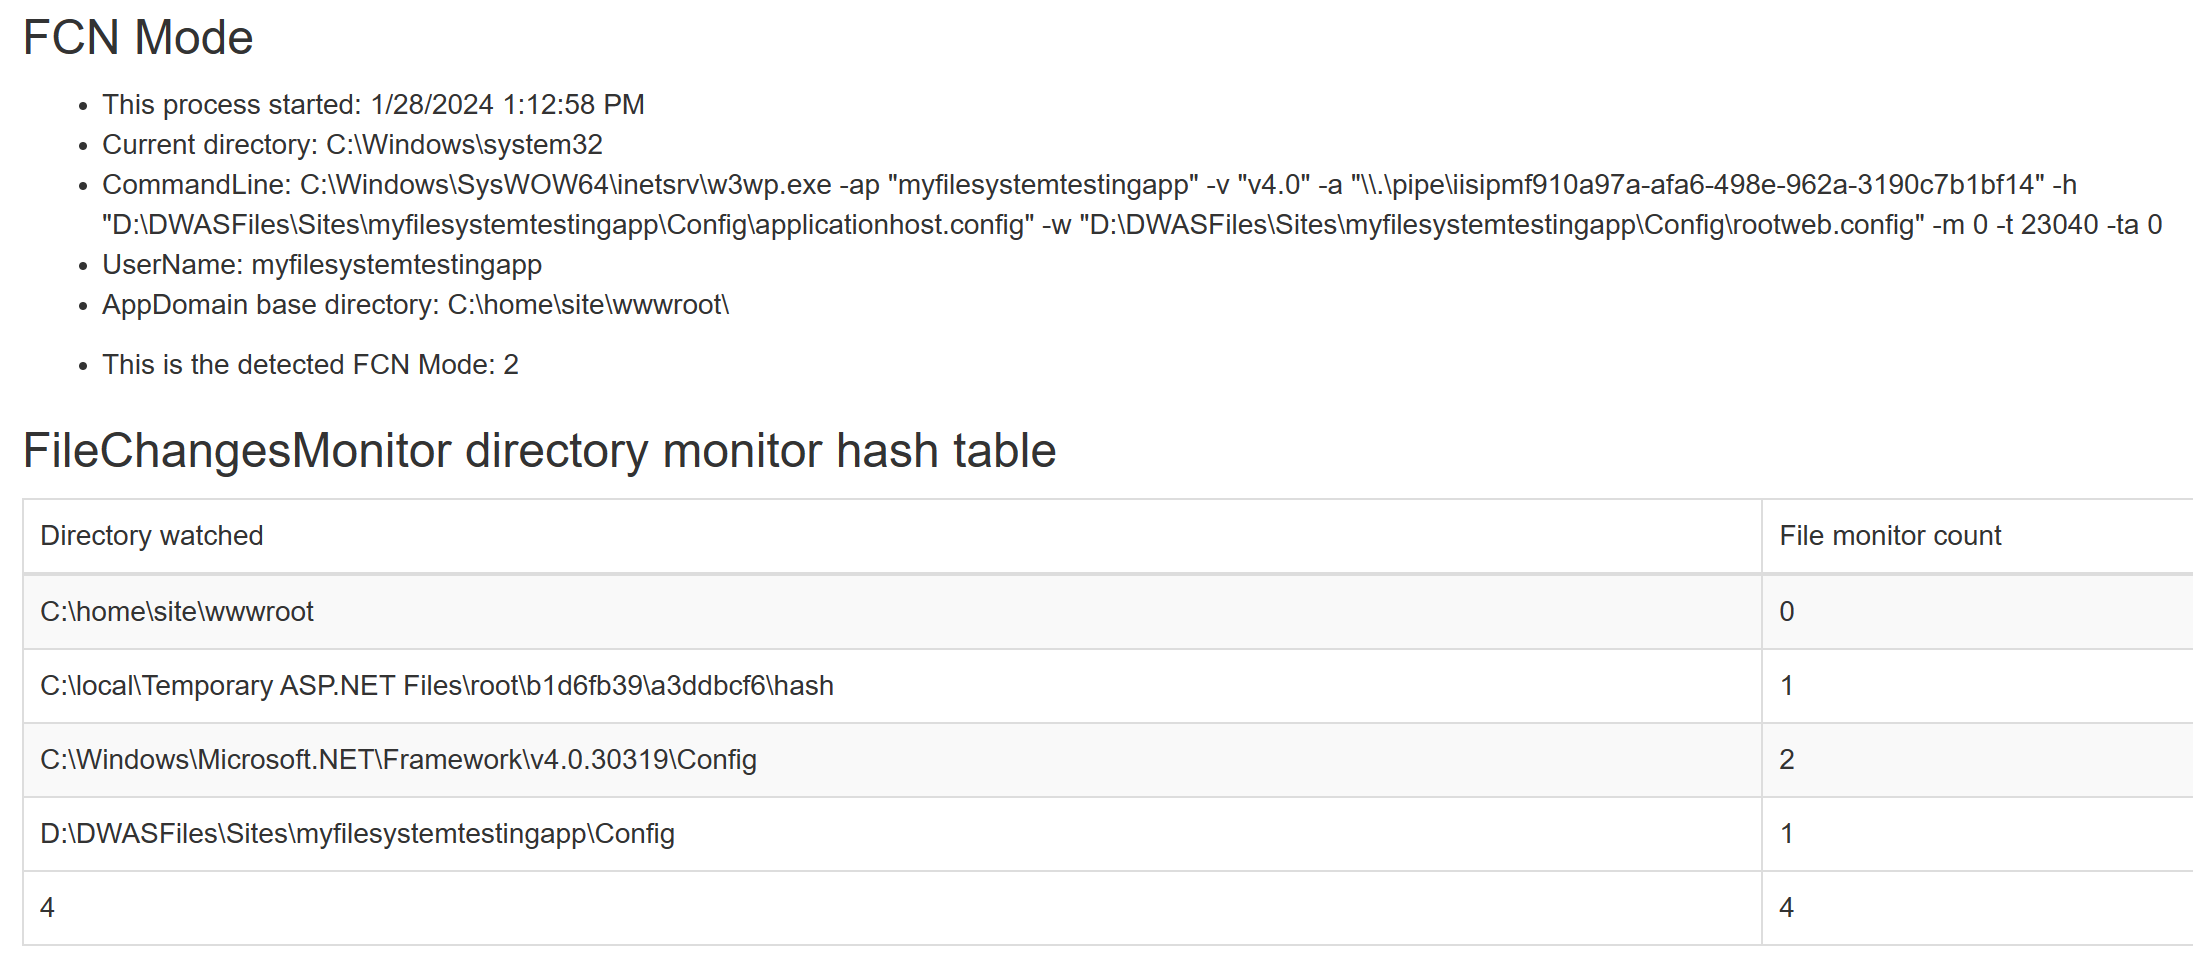 FCN Mode
• This process started: 1/28/2024 1:12:58 PM
• Current directory: C:\Windows\system32
• CommandLine: C:\Windows\SysWOW64\inetsrv\w3wp.exe -ap "myfilesystemtestingapp" -v "v4.0" -a "\\.\pipe\iisipmf910a97a-afa6-498e-962a-3190c7b1bf14" -h
"D:\DWASFiles\Sites\myfilesystemtestingapp\Config\applicationhost.config" -w "D:\DWASFiles\Sites\myfilesystemtestingapp\Config\rootweb.config" -m 0 -t 23040 -ta 0
• UserName: myfilesystemtestingapp
• AppDomain base directory: C:\home\site\wwwroot\
• This is the detected FCN Mode: 2
FileChangesMonitor directory monitor hash table
Directory watched File monitor count
C:\home\site\wwwroot 0
C:\local\Temporary ASP.NET Files\root\b1d6fb39\a3ddbcf6\hash 1
C:\Windows\Microsoft.NET\Framework\v4.0.30319\Config 2
D:\DWASFiles\Sites\myfilesystemtestingapp\Config 1
4 4